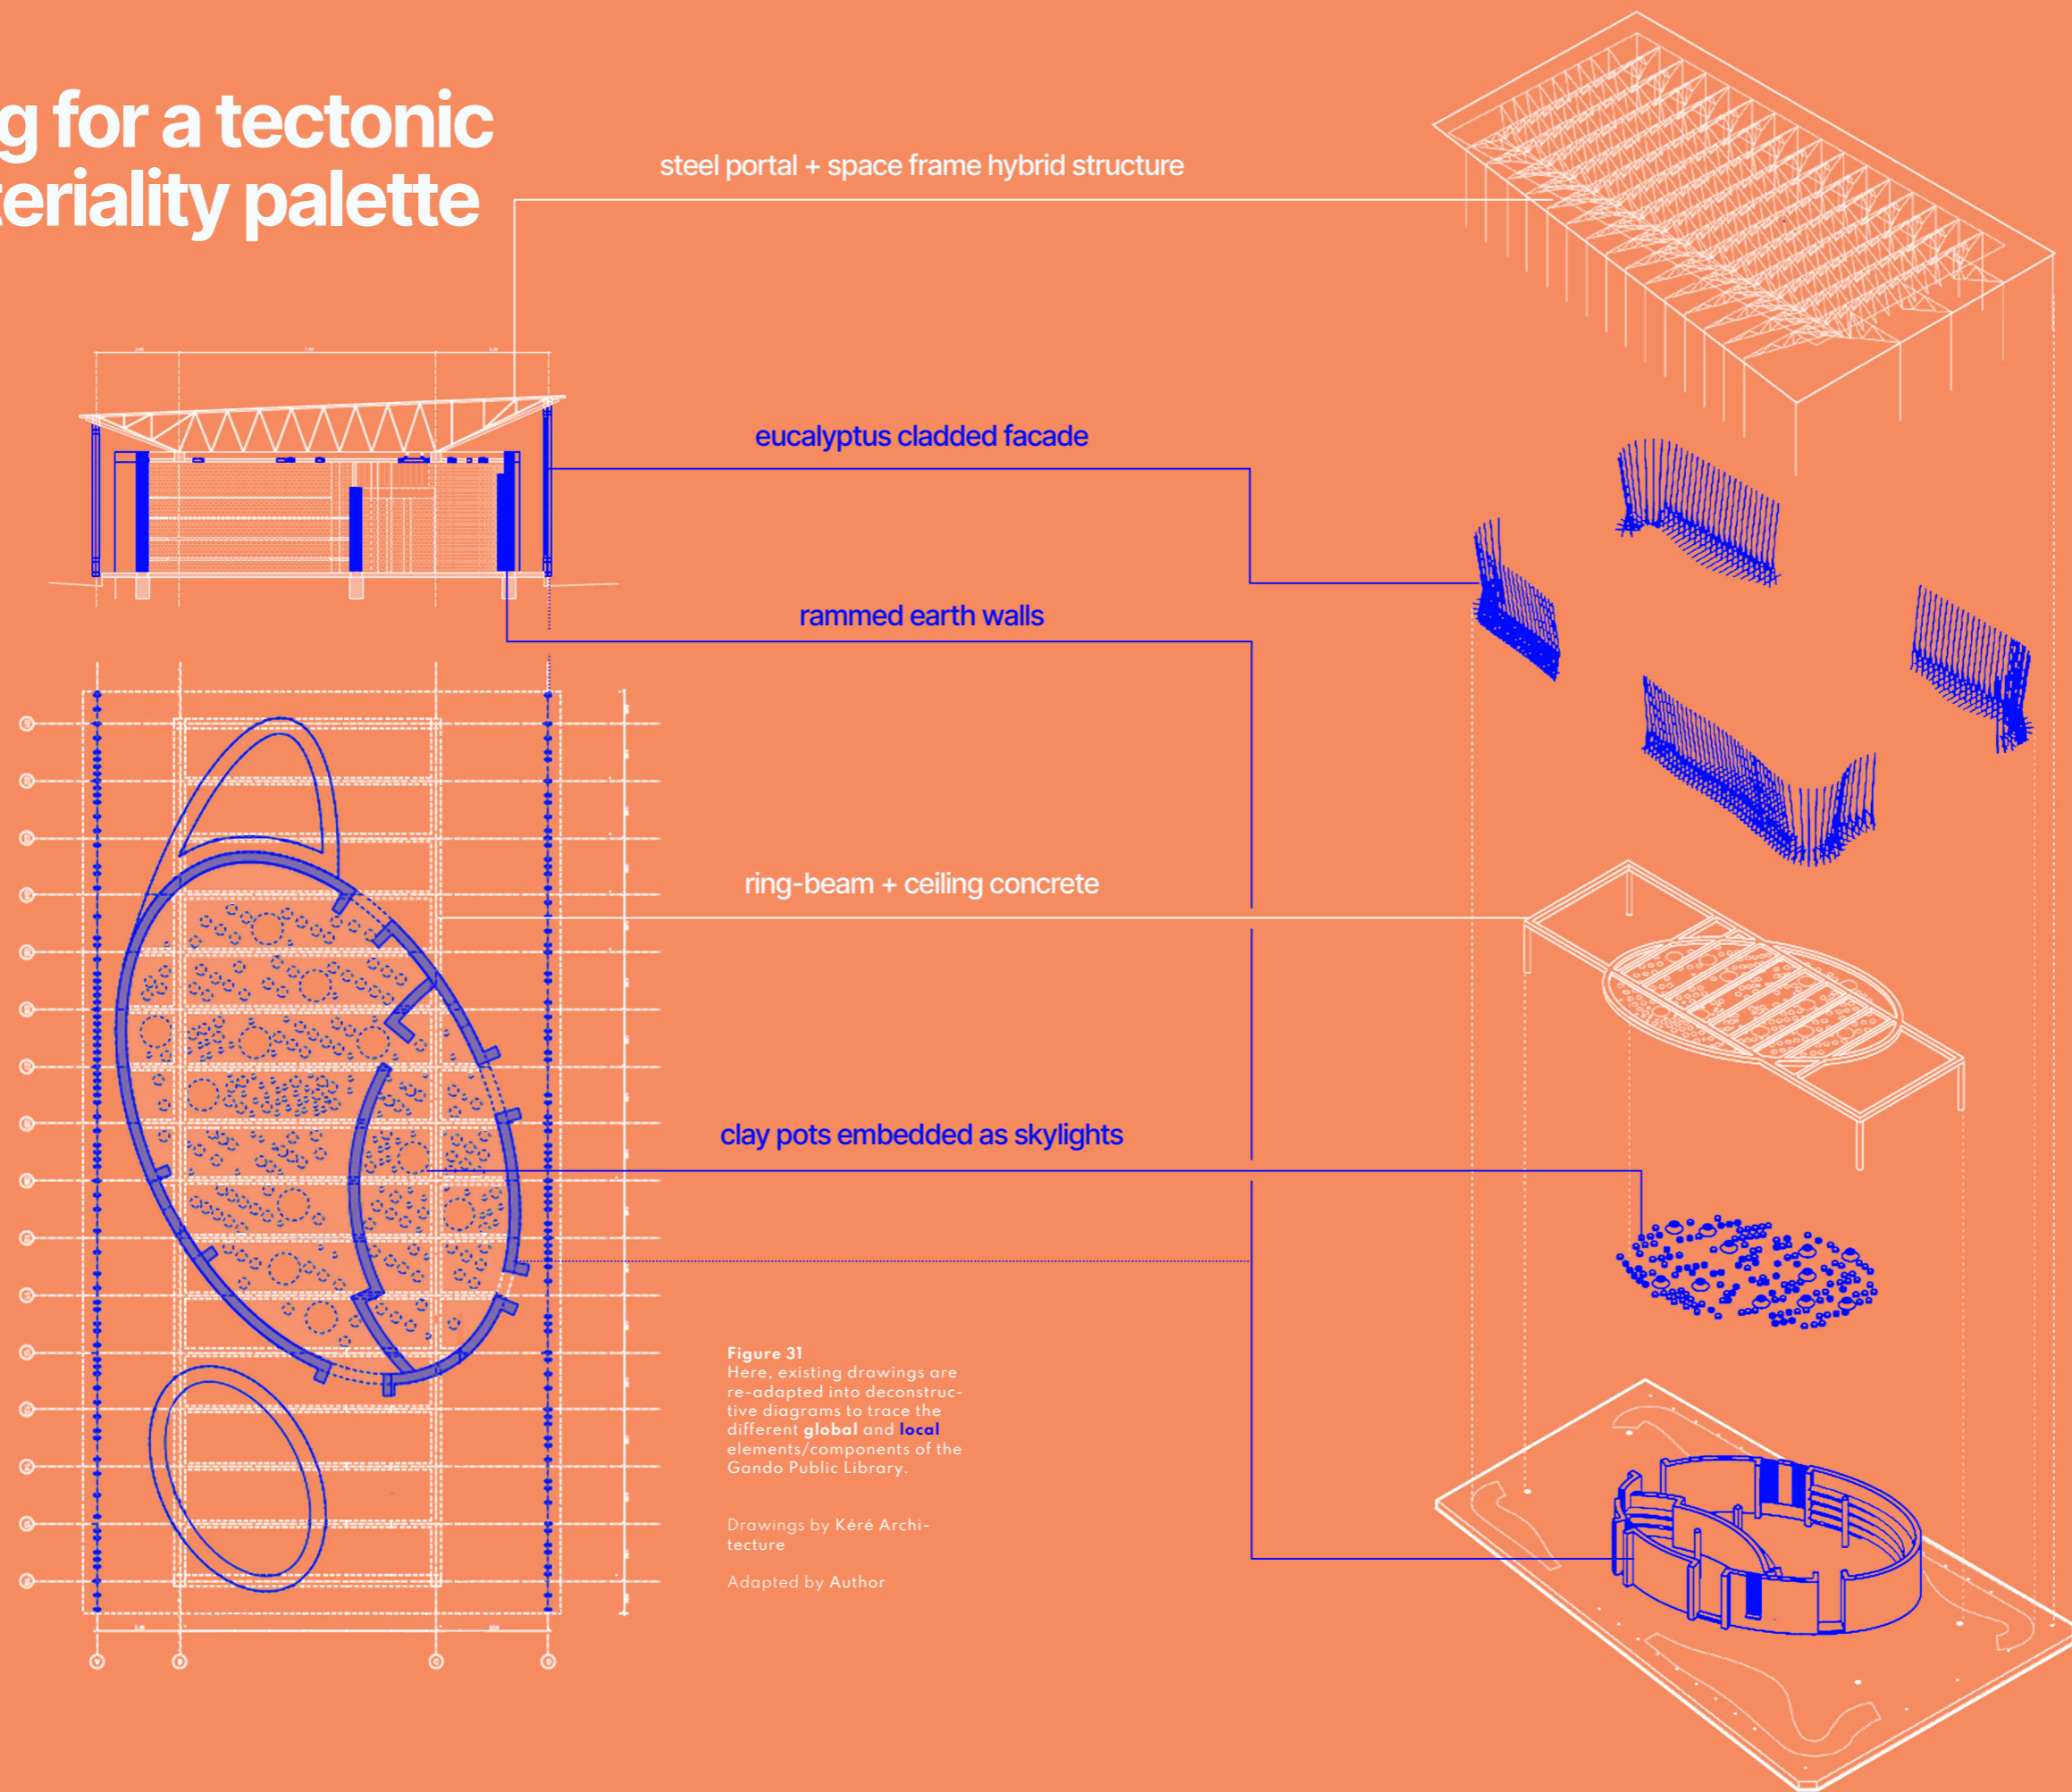 g for a tectonic
teriality palette
steel portal + space frame hybrid structure
eucalyptus cladded facade
rammed earth walls
ring-beam + ceiling concrete
clay pots embedded as skylights
Figure 31
Here, existing drawings are
re-adapted into deconstruc-
tive diagrams to trace the
different global and local
elements/components of the
Gando Public Library.
Drawings by Kéré Archi-
tecture
Adapted by Author